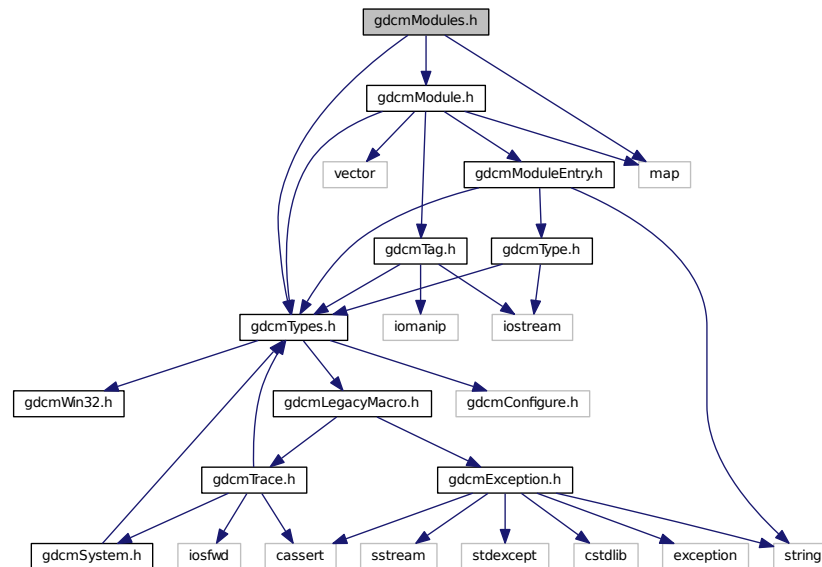 gdcmModules.h
gdcmModule.h
vector
gdcmModuleEntry.h
map
gdcmTag.h
gdcmType.h
gdcmTypes.h
iomanip
iostream
gdcmWin32.h
gdcmLegacyMacro.h
gdcmConfigure.h
gdcmTrace.h
gdcmException.h
gdcmSystem.h
iosfwd
cassert
sstream
stdexcept
cstdlib
exception
string